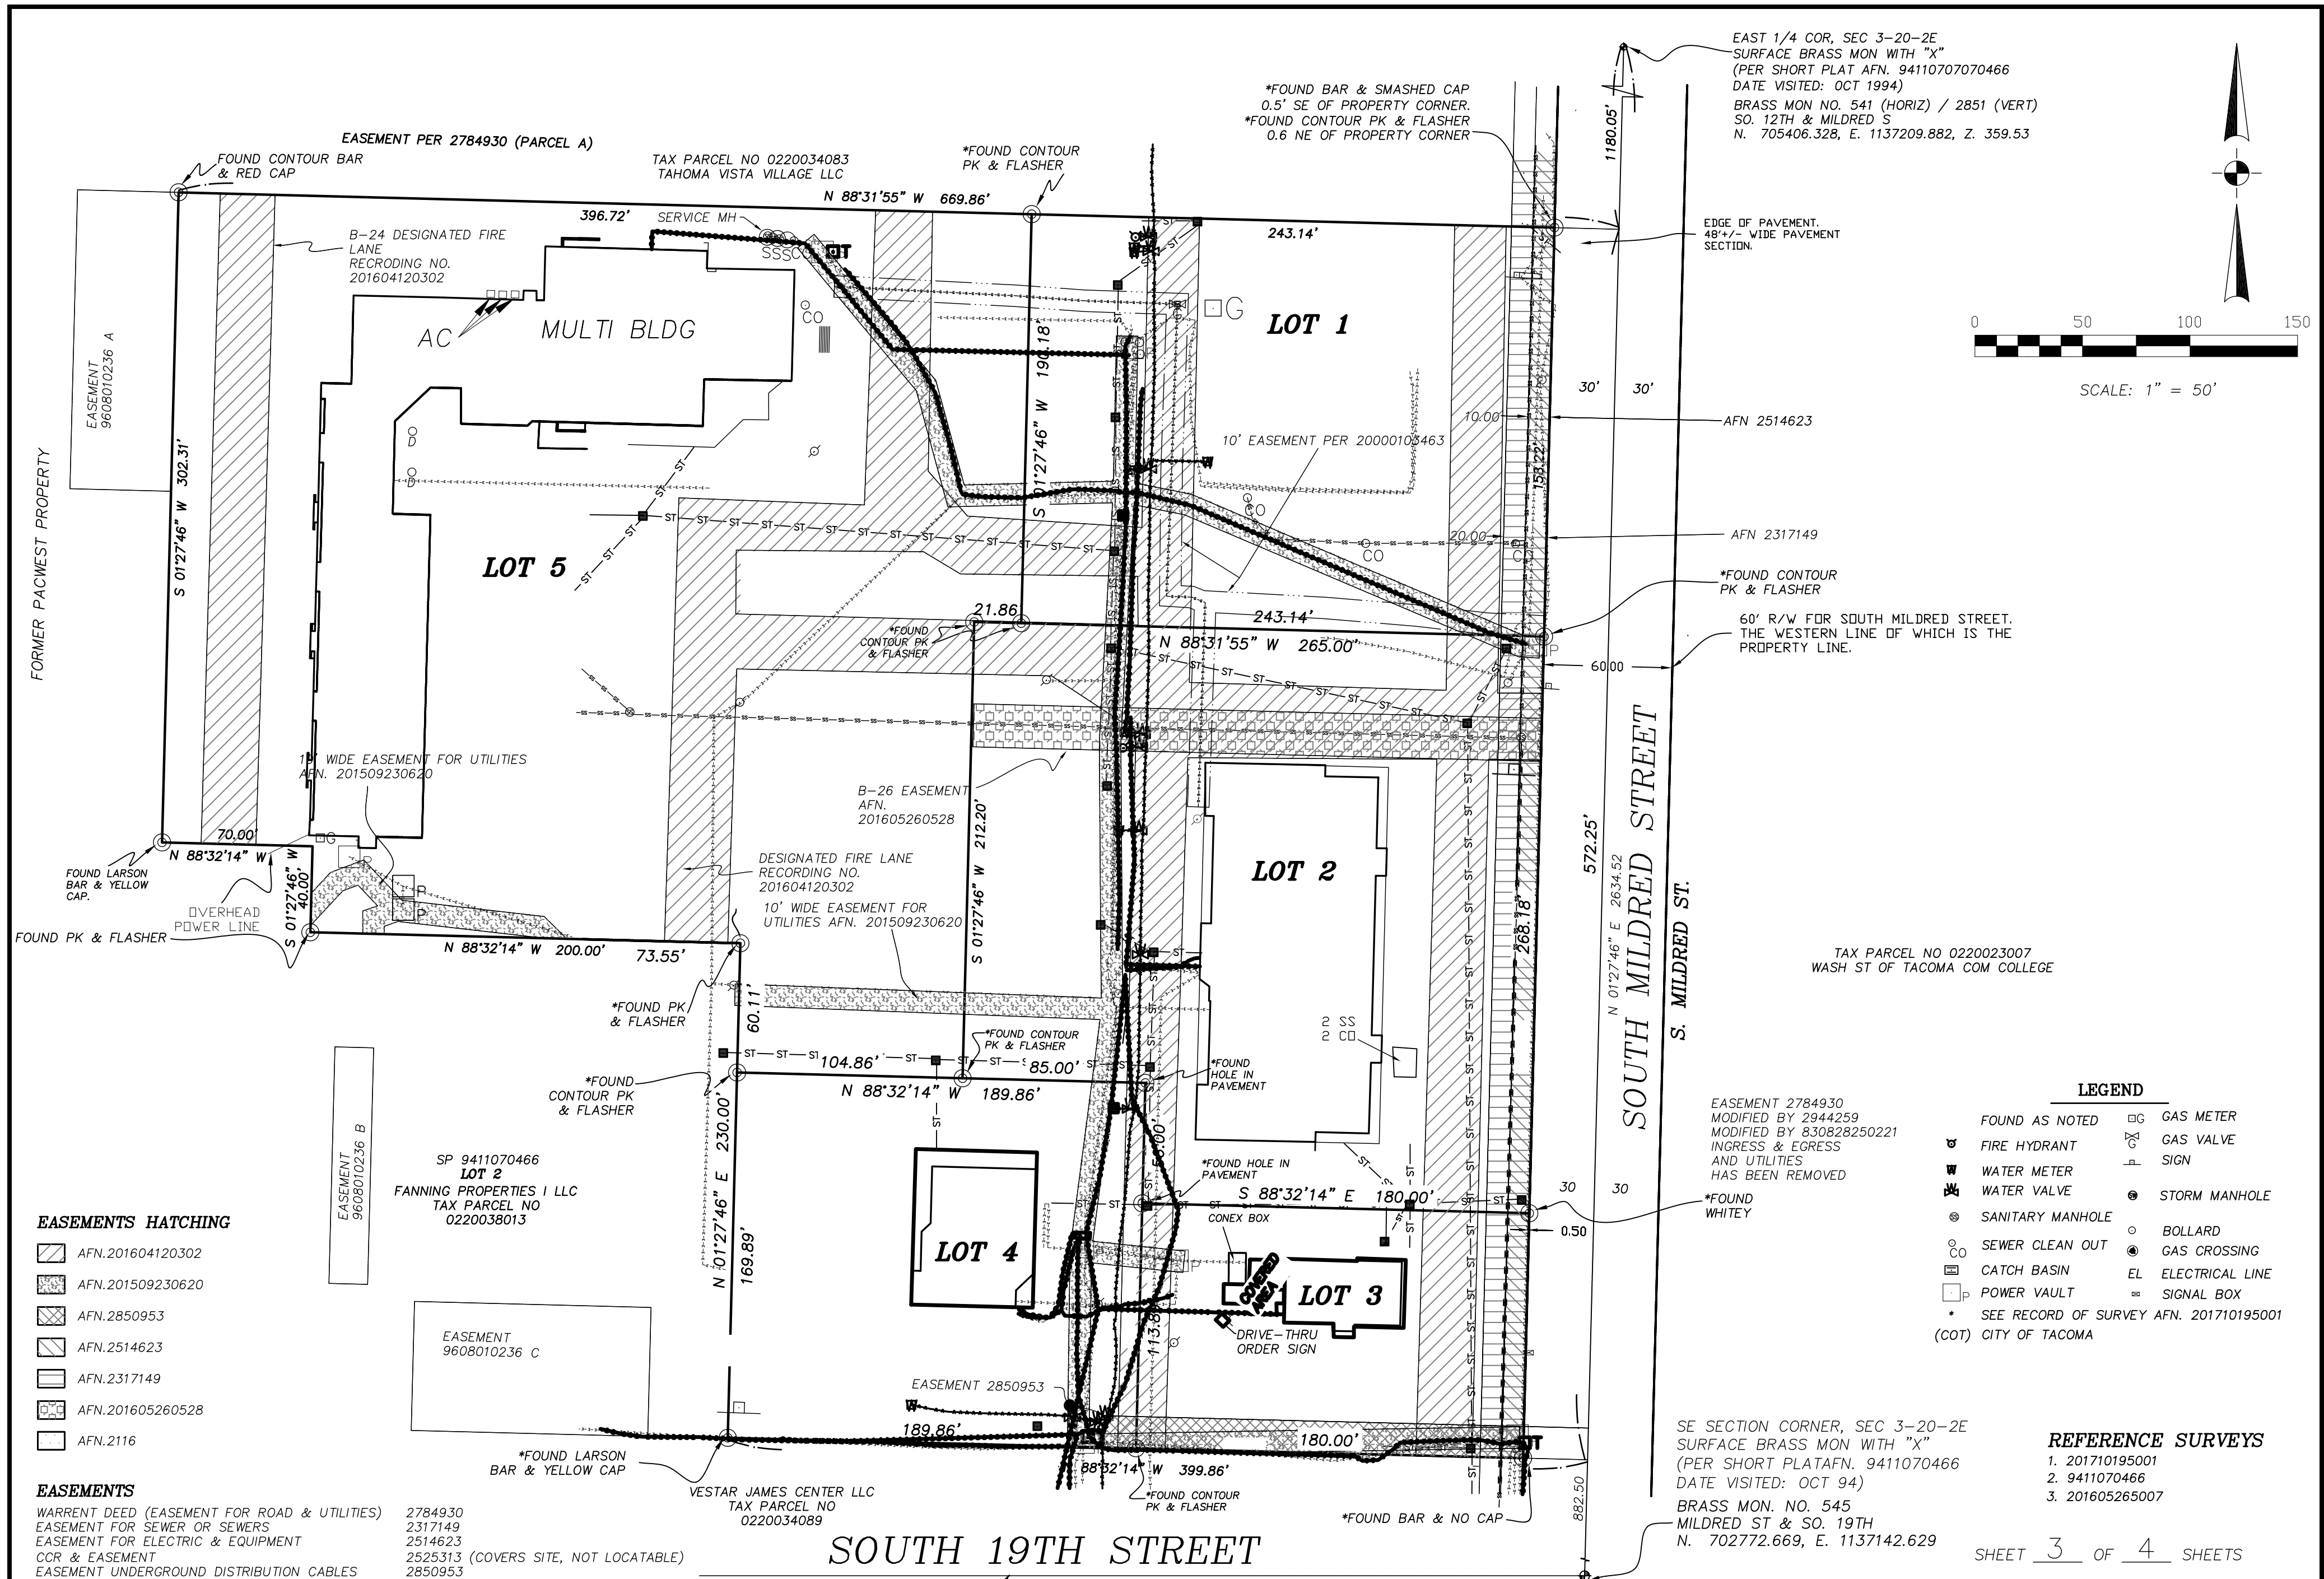 EAST 1/4 COR, SEC 3-20-2E
SURFACE BRASS MON WITH "X"
(PER SHORT PLAT AFN. 94110707070466
DATE VISITED: OCT 1994)
BRASS MON NO. 541 (HORIZ) / 2851 (VERT)
SO. 12TH & MILDRED S
N. 705406.328, E. 1137209.882, Z. 359.53
*FOUND BAR & SMASHED CAP
0.5' SE OF PROPERTY CORNER.
*FOUND CONTOUR PK & FLASHER
0.6 NE OF PROPERTY CORNER
1180.05'
EASEMENT PER 2784930 (PARCEL A)
FOUND CONTOUR BAR
& RED CAP
TAX PARCEL NO 0220034083
TAHOMA VISTA VILLAGE LLC
*FOUND CONTOUR
PK & FLASHER
N 88°31'55" W 669.86'
396.72'
SERVICE MH
243.14'
EDGE OF PAVEMENT.
48'+/- WIDE PAVEMENT
SECTION.
B-24 DESIGNATED FIRE
LANE
RECRODING NO.
201604120302
SSSCO
AC
MULTI BLDG
CO
G
LOT 1
0 50 100 150
SCALE: 1" = 50'
EASEMENT
9608010236 A
FORMER PACWEST PROPERTY
S 01°27'46" W 302.31'
S 01°27'46" W 190.18'
30' 30'
10.00
AFN 2514623
10' EASEMENT PER 20000103463
153.22'
D
D
CO
CO
20.00
AFN 2317149
LOT 5
*FOUND CONTOUR
PK & FLASHER
21.86
*FOUND
CONTOUR PK
& FLASHER
243.14'
N 88°31'55" W 265.00'
60' R/W FOR SOUTH MILDRED STREET.
THE WESTERN LINE OF WHICH IS THE
PROPERTY LINE.
60.00
WIDE EASEMENT FOR UTILITIES
AFN. 201509230620
B-26 EASEMENT
AFN.
201605260528
S 01°27'46" W 212.20'
572.25'
N 01°27'46" E 2634.52
SOUTH MILDRED STREET
S. MILDRED ST.
70.00'
N 88°32'14" W
G
P
FOUND LARSON
BAR & YELLOW
CAP.
S 01°27'46" W
40.00'
OVERHEAD
POWER LINE
P
P
FOUND PK & FLASHER
N 88°32'14" W 200.00'
73.55'
DESIGNATED FIRE LANE
RECORDING NO.
201604120302
10' WIDE EASEMENT FOR
UTILITIES AFN. 201509230620
LOT 2
268.18'
TAX PARCEL NO 0220023007
WASH ST OF TACOMA COM COLLEGE
*FOUND PK
& FLASHER
60.11'
*FOUND CONTOUR
PK & FLASHER
104.86'
85.00'
N 88°32'14" W 189.86'
*FOUND
HOLE IN
PAVEMENT
2 SS
2 CO
*FOUND
CONTOUR PK
& FLASHER
EASEMENT
9608010236 B
SP 9411070466
LOT 2
FANNING PROPERTIES I LLC
TAX PARCEL NO
0220038013
N 01°27'46" E 230.00'
169.89'
*FOUND HOLE IN
PAVEMENT
S 88°32'14" E 180.00'
CONEX BOX
EASEMENT 2784930
MODIFIED BY 2944259
MODIFIED BY 830828250221
INGRESS & EGRESS
AND UTILITIES
HAS BEEN REMOVED
30 30
*FOUND
WHITEY
0.50
LOT 4
COVERED
AREA
LOT 3
DRIVE-THRU
ORDER SIGN
LEGEND
FOUND AS NOTED
G GAS METER
FIRE HYDRANT
G GAS VALVE
WATER METER
SIGN
WATER VALVE
STORM MANHOLE
SANITARY MANHOLE
BOLLARD
CO SEWER CLEAN OUT
GAS CROSSING
CATCH BASIN
EL ELECTRICAL LINE
P POWER VAULT
SIGNAL BOX
* SEE RECORD OF SURVEY AFN. 201710195001
(COT) CITY OF TACOMA
EASEMENTS HATCHING
AFN.201604120302
AFN.201509230620
AFN.2850953
AFN.2514623
AFN.2317149
AFN.201605260528
AFN.2116
EASEMENT
9608010236 C
EASEMENT 2850953
189.86'
180.00'
88°32'14" W 399.86'
*FOUND LARSON
BAR & YELLOW CAP
VESTAR JAMES CENTER LLC
TAX PARCEL NO
0220034089
*FOUND CONTOUR
PK & FLASHER
*FOUND BAR & NO CAP
882.50
SE SECTION CORNER, SEC 3-20-2E
SURFACE BRASS MON WITH "X"
(PER SHORT PLATAFN. 9411070466
DATE VISITED: OCT 94)
BRASS MON. NO. 545
MILDRED ST & SO. 19TH
N. 702772.669, E. 1137142.629
REFERENCE SURVEYS
1. 201710195001
2. 9411070466
3. 201605265007
SHEET 3 OF 4 SHEETS
EASEMENTS
WARRENT DEED (EASEMENT FOR ROAD & UTILITIES) 2784930
EASEMENT FOR SEWER OR SEWERS 2317149
EASEMENT FOR ELECTRIC & EQUIPMENT 2514623
CCR & EASEMENT 2525313 (COVERS SITE, NOT LOCATABLE)
EASEMENT UNDERGROUND DISTRIBUTION CABLES 2850953
SOUTH 19TH STREET